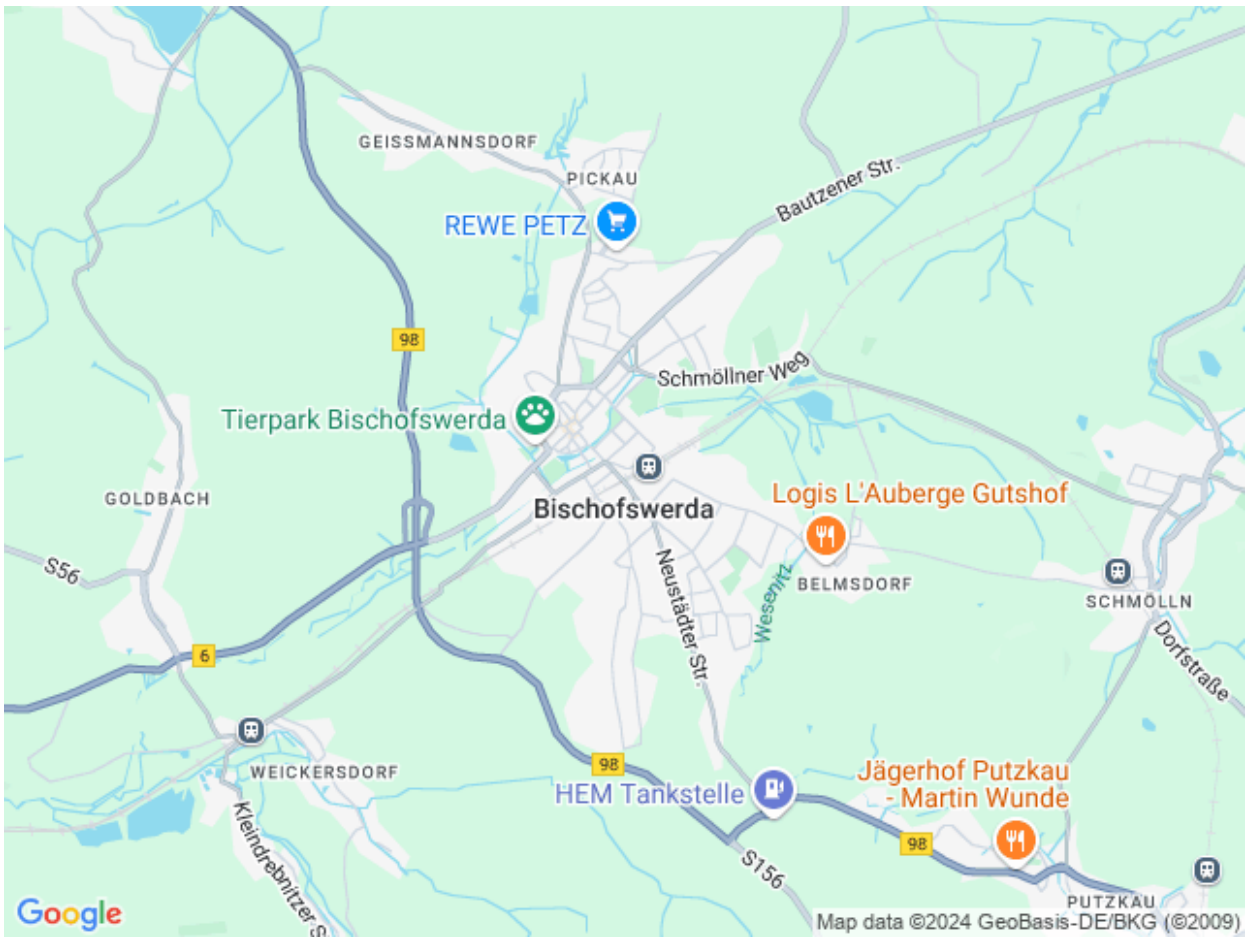 GEISSMANNSDORF
PICKAU
Bautzener Str.
REWE PETZ
98
Schmöllner Weg
Tierpark Bischofswerda
GOLDBACH
Logis L'Auberge Gutshof
Bischofswerda
S56
Neustädter Str.
Wesenitz
BELMSDORF
SCHMÖLLN
6
Dorfstraße
WEICKERSDORF
98
HEM Tankstelle
Jägerhof Putzkau
- Martin Wunde
Kleindrebnitzer S
98
S156
PUTZKAU
Google
Map data ©2024 GeoBasis-DE/BKG (©2009)